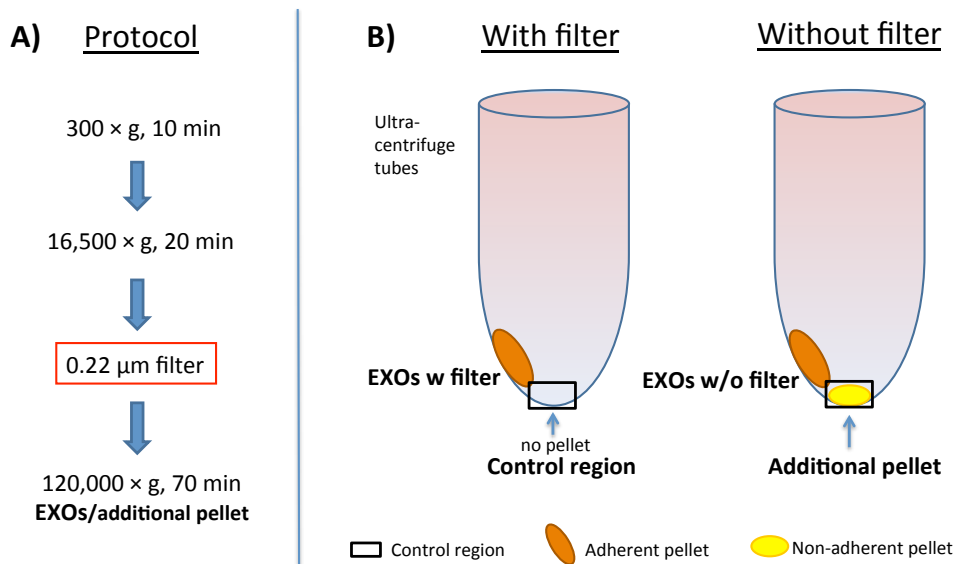 A) Protocol
300 × g, 10 min
16,500 × g, 20 min
0.22 µm filter
120,000 × g, 70 min
EXOs/additional pellet
B) With filter
Without filter
Ultra-
centrifuge
tubes
EXOs w filter
no pellet
Control region
EXOs w/o filter
Additional pellet
Control region
Adherent pellet
Non-adherent pellet